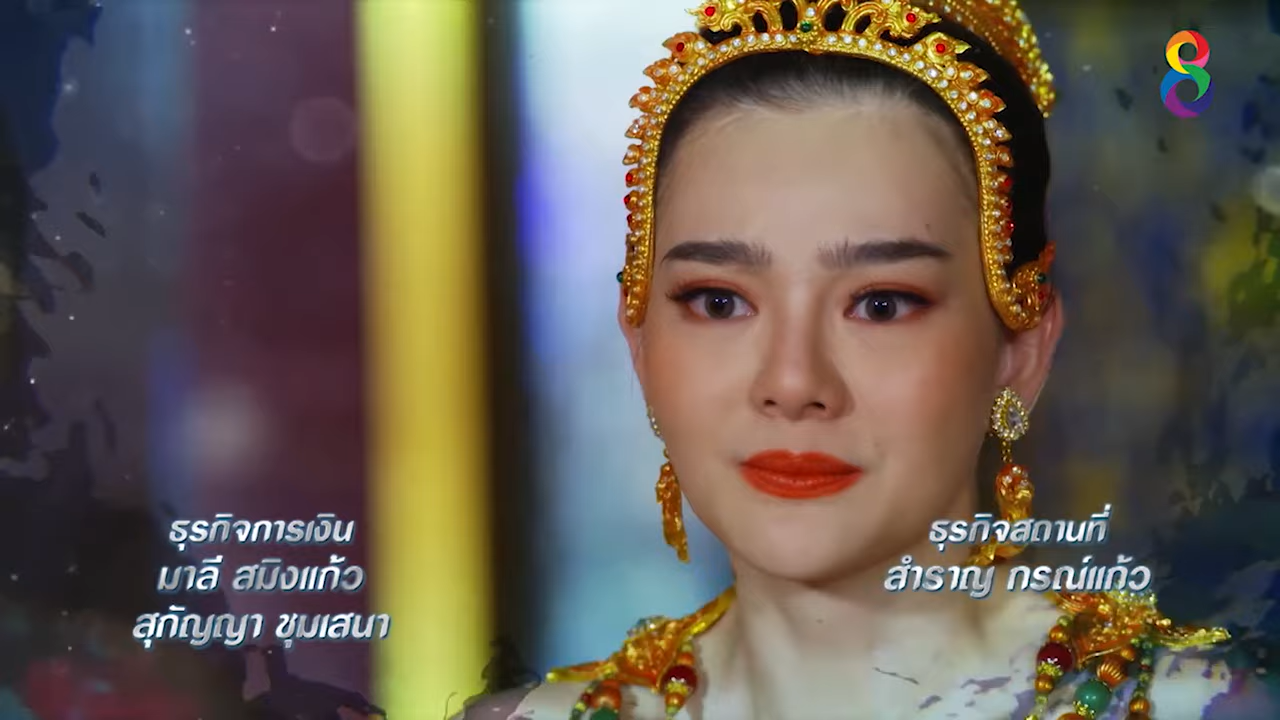 ธุรกิจการเงิน
มาลี สมิงแก้ว
สุกัญญา ชุมเสนา
ธุรกิจสถานที่
สำราญ กรณ์แก้ว